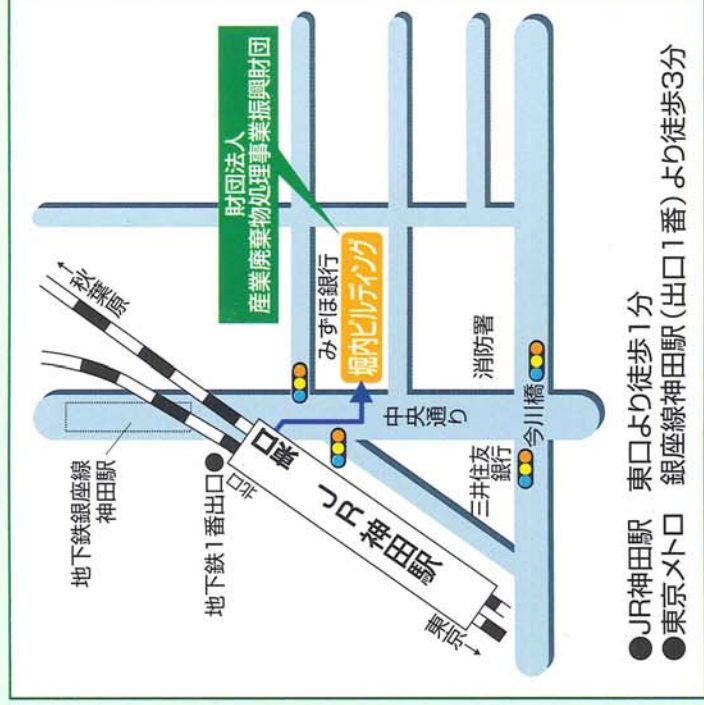 財団法人
産業廃棄物処理事業振興財団
秋葉原
地下鉄銀座線
神田駅
地下鉄1番出口●
北口
東口
JR神田駅
みずほ銀行
堀内ビルディング
中央通り
消防署
三井住友
銀行
今川橋
東京
●JR神田駅 東口より徒歩1分
●東京メトロ 銀座線神田駅(出口1番)より徒歩3分